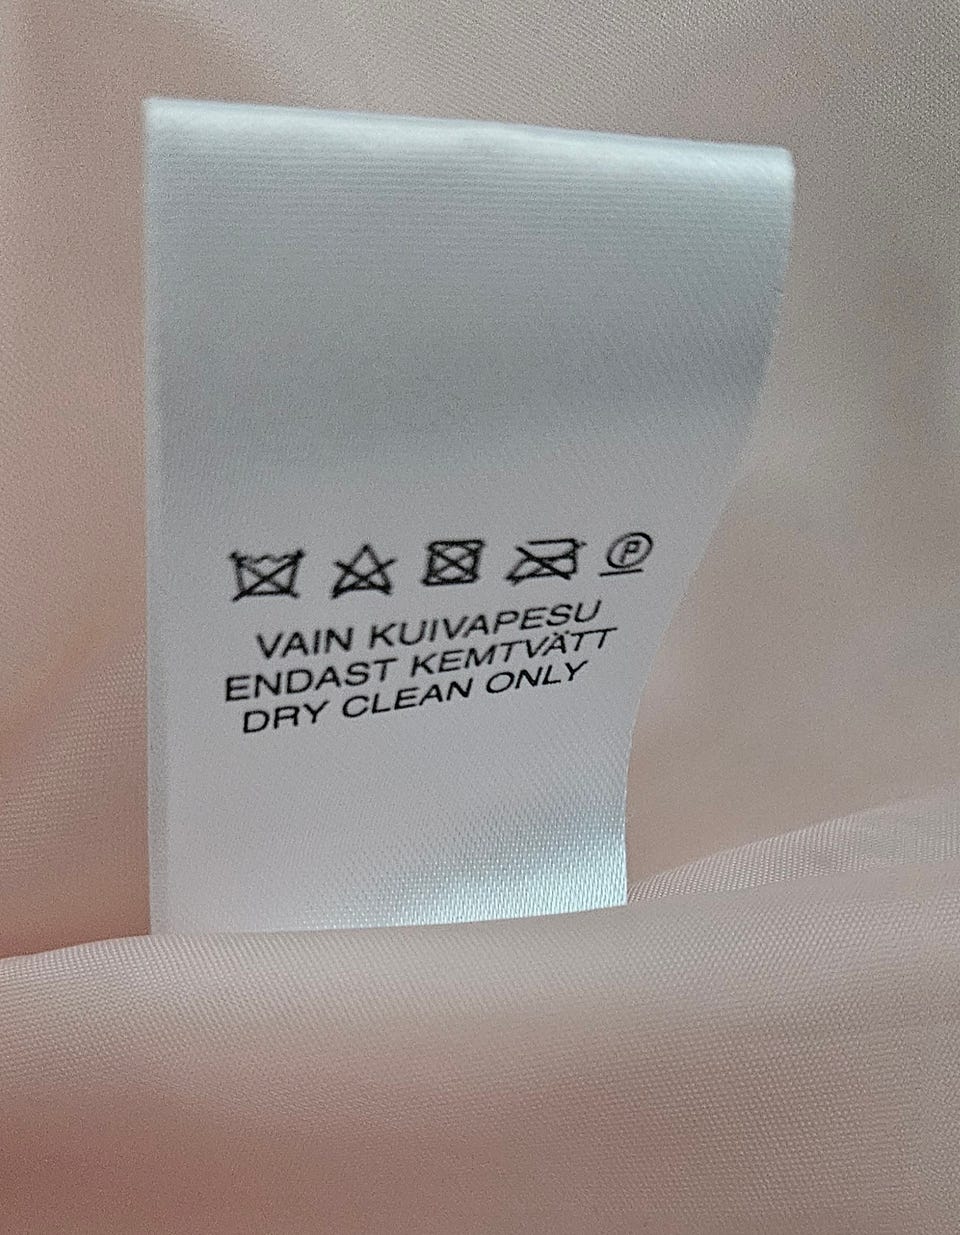 P
VAIN KUIVAPESU
ENDAST KEMTVÄTT
DRY CLEAN ONLY